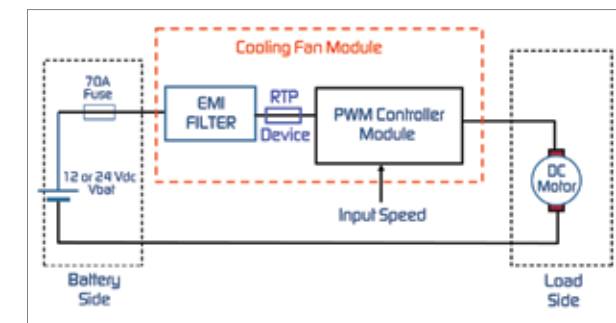 Cooling Fan Module
70A
Fuse
EMI
FILTER
RTP
Device
PWM Controller
Module
12 or 24 Vdc
Vbat
Input Speed
DC
Motor
Battery
Side
Load
Side